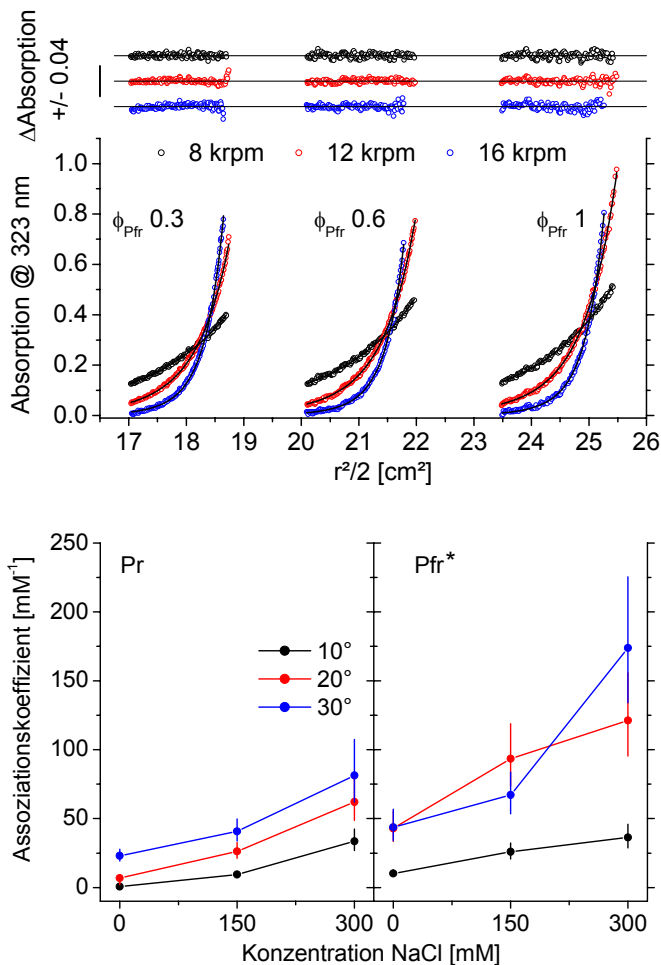 ΔAbsorption
+/- 0.04
8 krpm 12 krpm 16 krpm
ϕPfr 0.3 ϕPfr 0.6 ϕPfr 1
Absorption @ 323 nm
1.0
0.8
0.6
0.4
0.2
0.0
17 18 19 20 21 22 23 24 25 26
r²/2 [cm²]
Assoziationskoeffizient [mM⁻¹]
250
200
150
100
50
0
Pr
10°
20°
30°
Pfr*
0 150 300 0 150 300
Konzentration NaCl [mM]